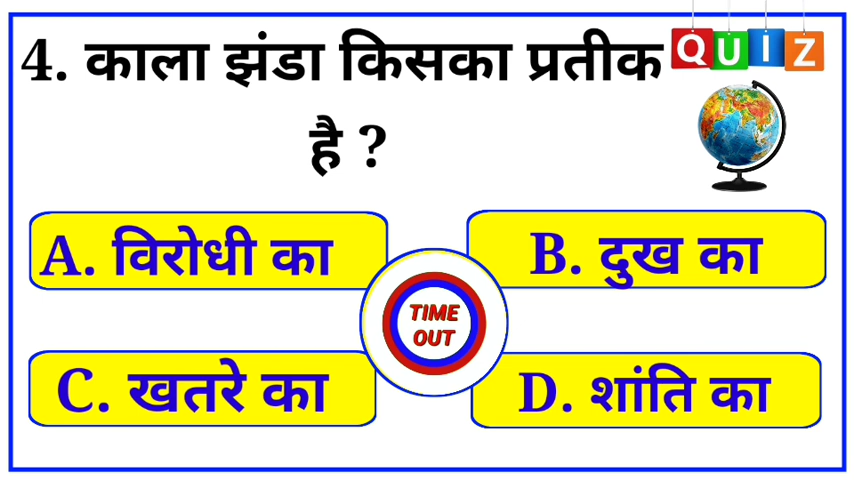 4. काला झंडा किसका प्रतीक
है ?
QUIZ
A. विरोधी का
B. दुख का
TIME
OUT
C. खतरे का
D. शांति का